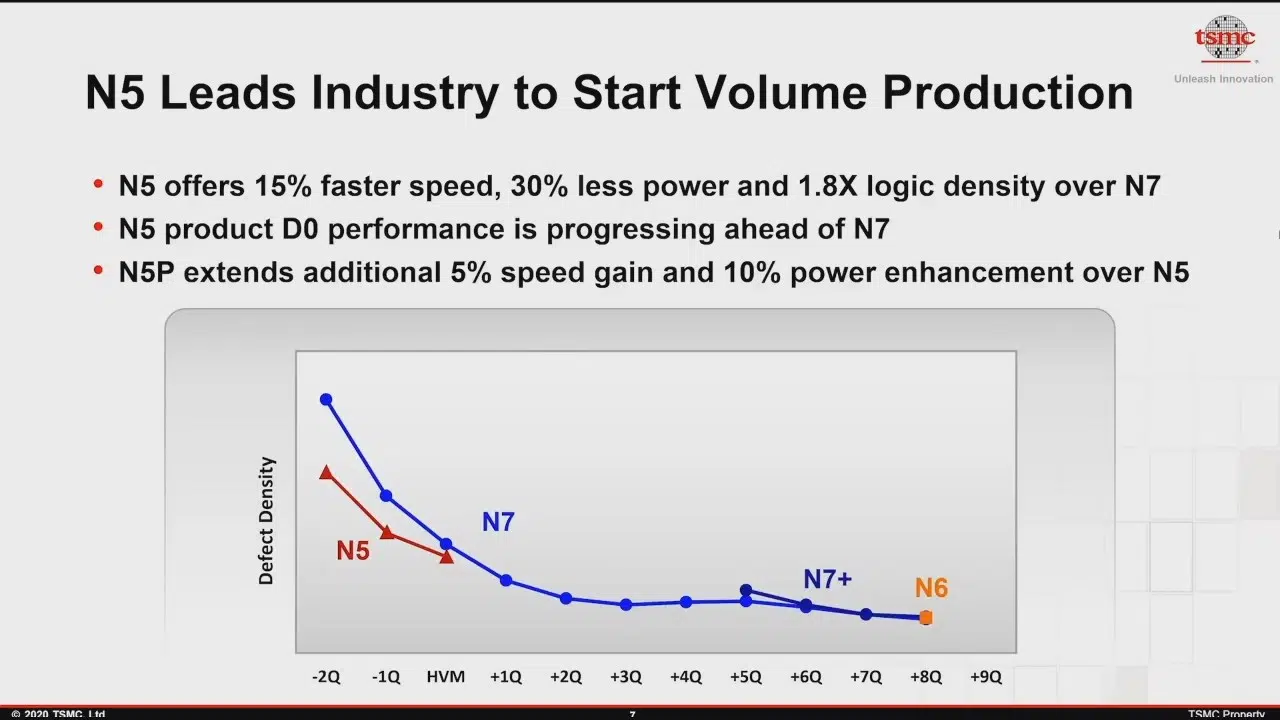 tsmc
Unleash Innovation
N5 Leads Industry to Start Volume Production
• N5 offers 15% faster speed, 30% less power and 1.8X logic density over N7
• N5 product D0 performance is progressing ahead of N7
• N5P extends additional 5% speed gain and 10% power enhancement over N5
Defect Density
N7
N5
N7+
N6
-2Q -1Q HVM +1Q +2Q +3Q +4Q +5Q +6Q +7Q +8Q +9Q
© 2020 TSMC, Ltd
7
TSMC Property